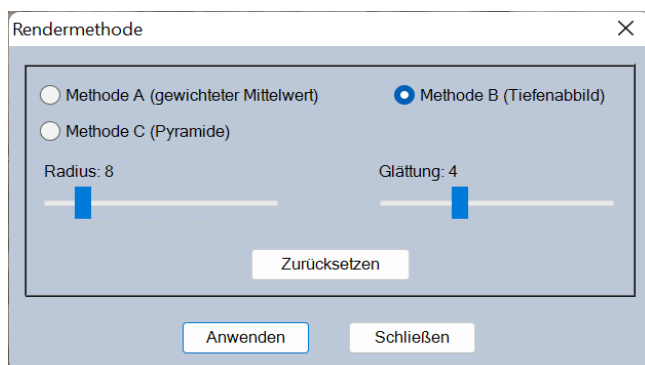 Rendermethode
Methode A (gewichteter Mittelwert) Methode B (Tiefenabbild)
Methode C (Pyramide)
Radius: 8 Glättung: 4
Zurücksetzen
Anwenden Schließen